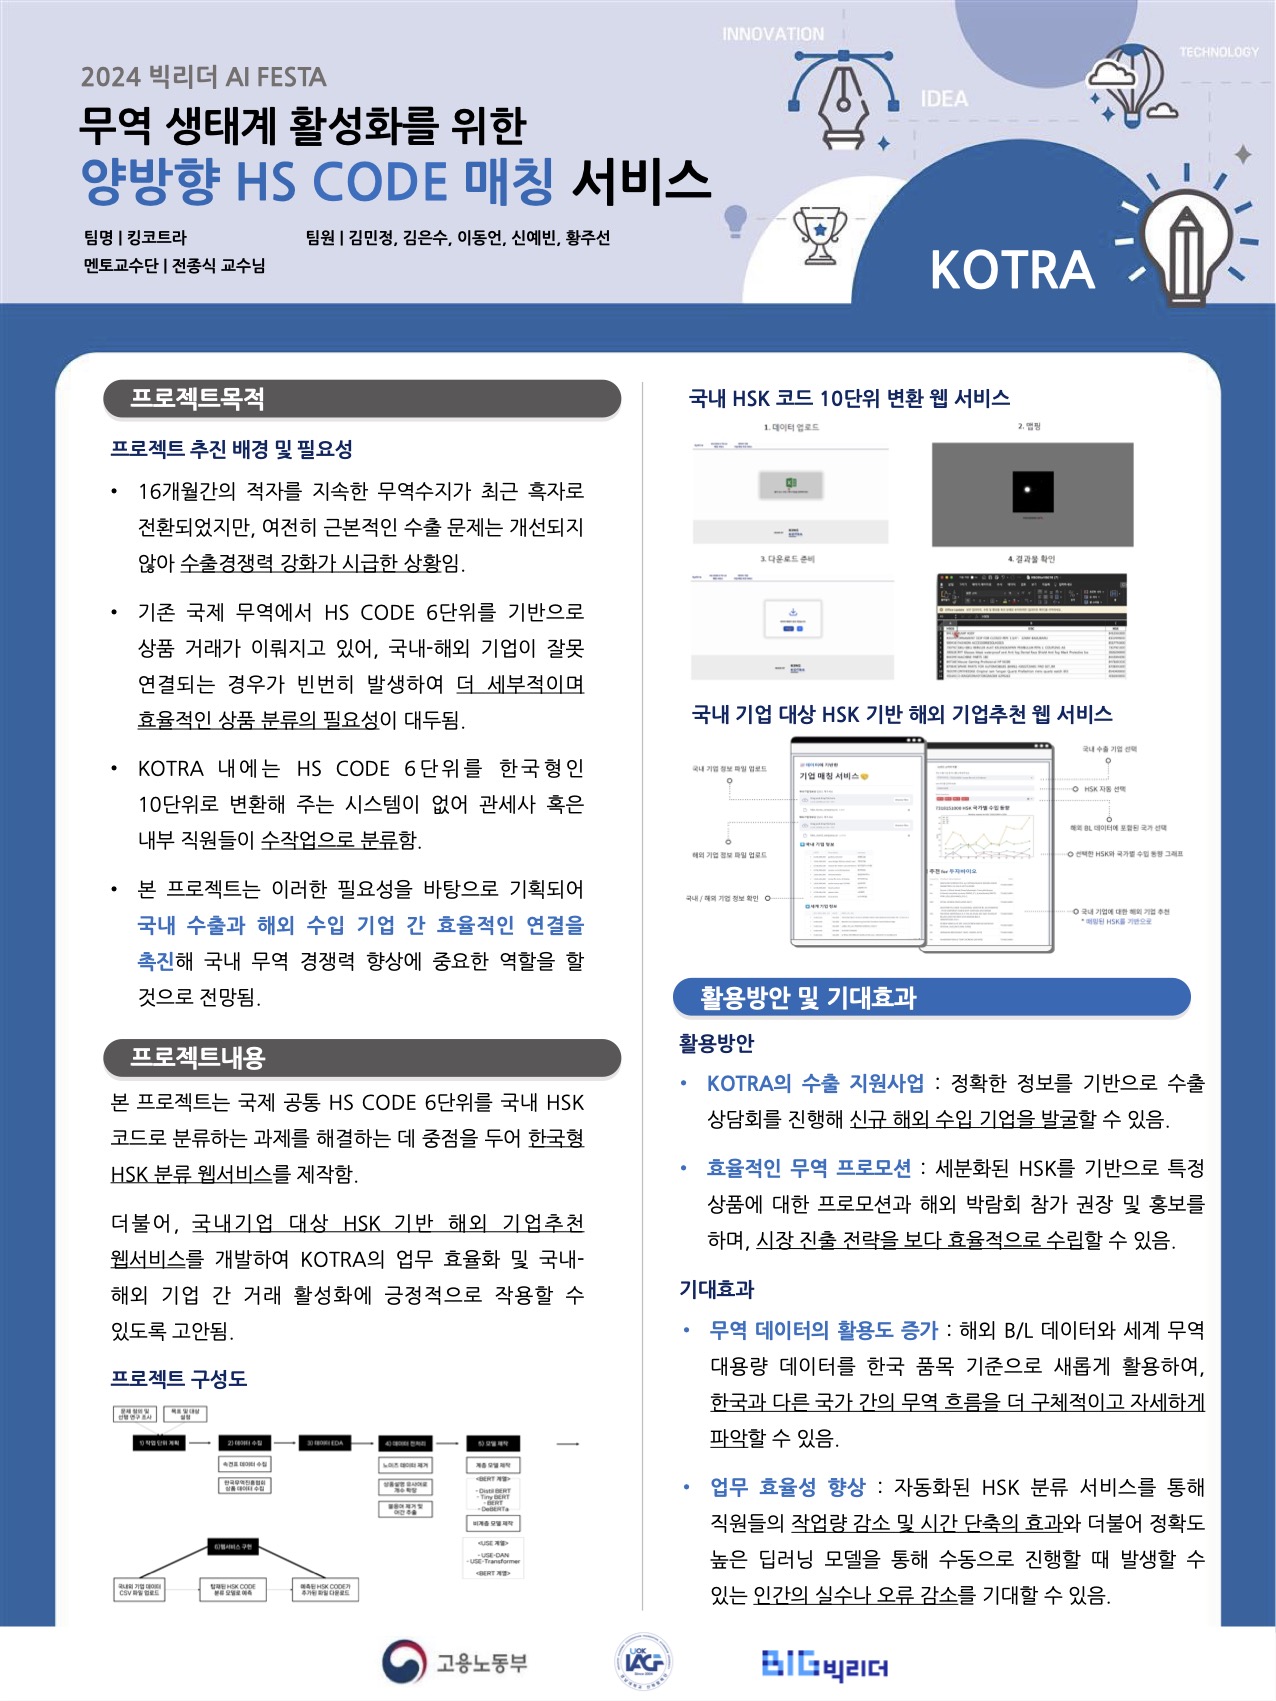 INNOVATION
TECHNOLOGY
IDEA
2024 빅리더 AI FESTA
무역 생태계 활성화를 위한
양방향 HS CODE 매칭 서비스
팀명 | 킹코트라
팀원 | 김민정, 김은수, 이동언, 신예빈, 황주선
멘토교수단 | 전종식 교수님
KOTRA
프로젝트목적
프로젝트 추진 배경 및 필요성
• 16개월간의 적자를 지속한 무역수지가 최근 흑자로
전환되었지만, 여전히 근본적인 수출 문제는 개선되지
않아 수출경쟁력 강화가 시급한 상황임.
• 기존 국제 무역에서 HS CODE 6단위를 기반으로
상품 거래가 이뤄지고 있어, 국내-해외 기업이 잘못
연결되는 경우가 빈번히 발생하여 더 세부적이며
효율적인 상품 분류의 필요성이 대두됨.
• KOTRA 내에는 HS CODE 6단위를 한국형인
10단위로 변환해 주는 시스템이 없어 관세사 혹은
내부 직원들이 수작업으로 분류함.
• 본 프로젝트는 이러한 필요성을 바탕으로 기획되어
국내 수출과 해외 수입 기업 간 효율적인 연결을
촉진해 국내 무역 경쟁력 향상에 중요한 역할을 할
것으로 전망됨.
프로젝트내용
본 프로젝트는 국제 공통 HS CODE 6단위를 국내 HSK
코드로 분류하는 과제를 해결하는 데 중점을 두어 한국형
HSK 분류 웹서비스를 제작함.
더불어, 국내기업 대상 HSK 기반 해외 기업추천
웹서비스를 개발하여 KOTRA의 업무 효율화 및 국내-
해외 기업 간 거래 활성화에 긍정적으로 작용할 수
있도록 고안됨.
프로젝트 구성도
문제 정의 및
선행 연구 조사
목표 및 대상
설정
1) 작업 단위 계획
2) 데이터 수집
3) 데이터 EDA
4) 데이터 전처리
5) 모델 제작
속견표 데이터 수집
한국무역진흥협회
상품 데이터 수집
노이즈 데이터 제거
상품설명 유사어로
개수 확장
불용어 제거 및
어간 추출
계층 모델 제작
<BERT 계열>
- Distil BERT
- Tiny BERT
- BERT
- DeBERTa
비계층 모델 제작
<USE 계열>
- USE-DAN
- USE-Transformer
<BERT 계열>
6)웹서비스 구현
국내외 기업 데이터
CSV 파일 업로드
탑재된 HSK CODE
분류 모델로 예측
예측된 HSK CODE가
추가된 파일 다운로드
국내 HSK 코드 10단위 변환 웹 서비스
1. 데이터 업로드
2. 맵핑
KING
KOTRA
3. 다운로드 준비
4. 결과물 확인
KING
KOTRA
국내 기업 대상 HSK 기반 해외 기업추천 웹 서비스
국내 기업 정보 파일 업로드
해외 기업 정보 파일 업로드
국내 / 해외 기업 정보 확인
데이터에 기반한
기업 매칭 서비스
국내 기업 정보
세계 기업 정보
7318151000 HSK 국가별 수입 동향
추천 for 두지바이오
국내 수출 기업 선택
HSK 자동 선택
해외 BL 데이터에 포함된 국가 선택
선택한 HSK와 국가별 수입 동향 그래프
국내 기업에 대한 해외 기업 추천
* 매핑된 HSK를 기반으로
활용방안 및 기대효과
활용방안
• KOTRA의 수출 지원사업 : 정확한 정보를 기반으로 수출
상담회를 진행해 신규 해외 수입 기업을 발굴할 수 있음.
• 효율적인 무역 프로모션 : 세분화된 HSK를 기반으로 특정
상품에 대한 프로모션과 해외 박람회 참가 권장 및 홍보를
하며, 시장 진출 전략을 보다 효율적으로 수립할 수 있음.
기대효과
• 무역 데이터의 활용도 증가 : 해외 B/L 데이터와 세계 무역
대용량 데이터를 한국 품목 기준으로 새롭게 활용하여,
한국과 다른 국가 간의 무역 흐름을 더 구체적이고 자세하게
파악할 수 있음.
• 업무 효율성 향상 : 자동화된 HSK 분류 서비스를 통해
직원들의 작업량 감소 및 시간 단축의 효과와 더불어 정확도
높은 딥러닝 모델을 통해 수동으로 진행할 때 발생할 수
있는 인간의 실수나 오류 감소를 기대할 수 있음.
고용노동부
UOK
IACF
BIG 빅리더